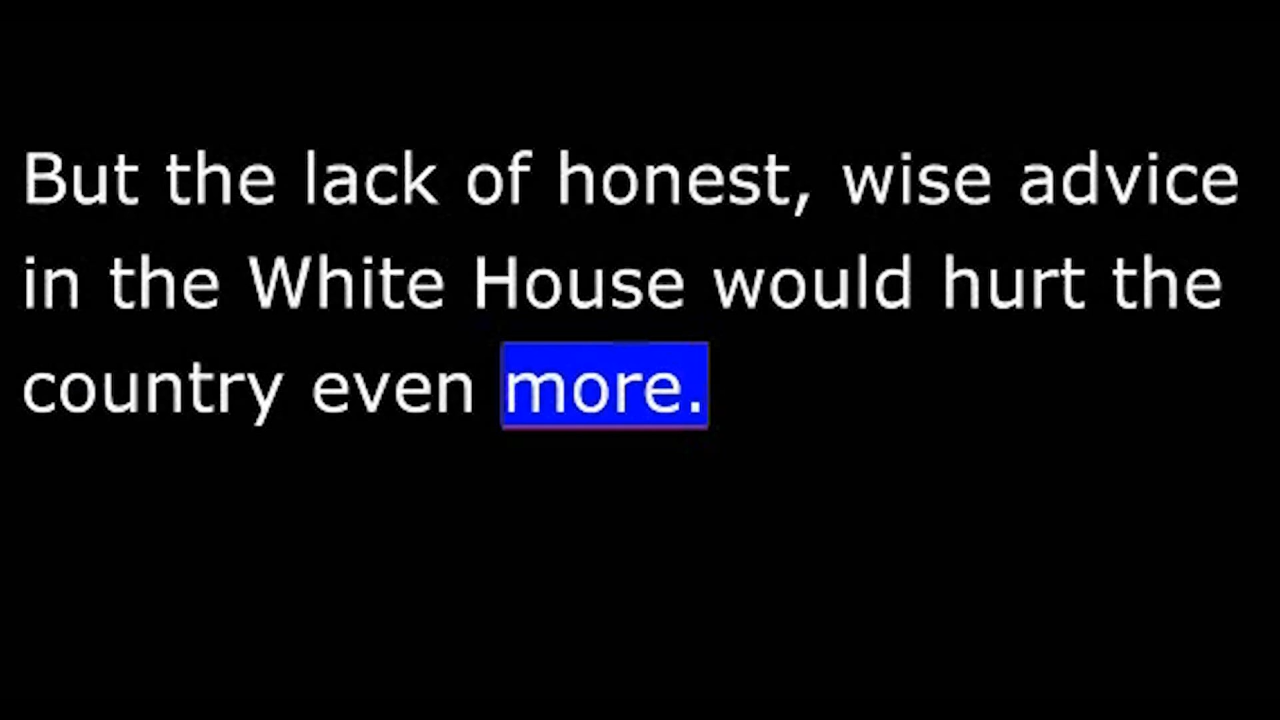 But the lack of honest, wise advice
in the White House would hurt the
country even more.